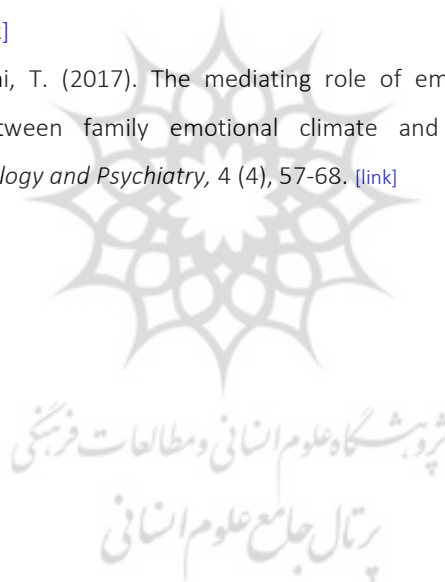 ]
ni, T. (2017). The mediating role of em
tween family emotional climate and
logy and Psychiatry, 4 (4), 57-68. [link]
پژوهشگاه علوم انسانی و مطالعات فرهنگی
پرتال جامع علوم انسانی